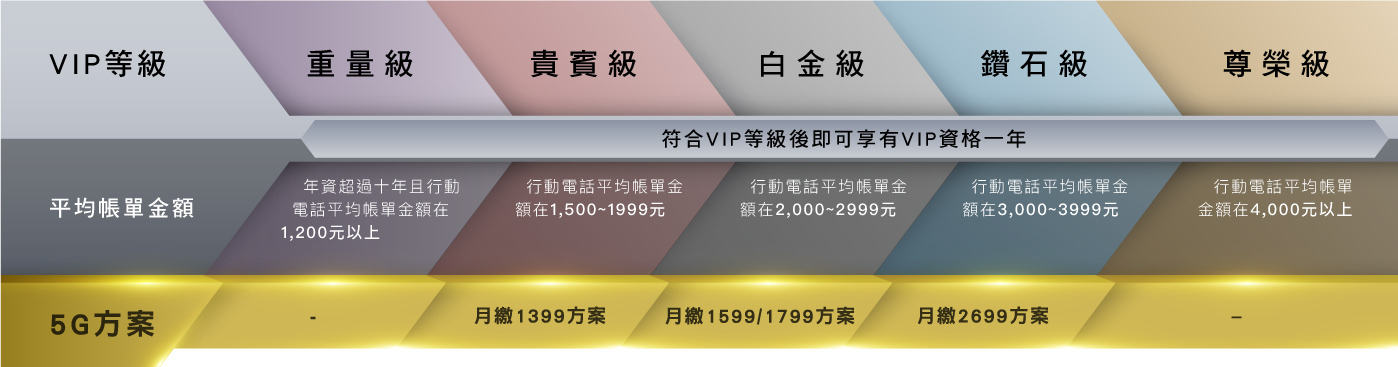 VIP等級
重量級
貴賓級
白金級
鑽石級
尊榮級
符合VIP等級後即可享有VIP資格一年
平均帳單金額
年資超過十年且行動
電話平均帳單金額在
1,200元以上
行動電話平均帳單金
額在1,500~1999元
行動電話平均帳單金
額在2,000~2999元
行動電話平均帳單金
額在3,000~3999元
行動電話平均帳單
金額在4,000元以上
5G方案
-
月繳1399方案
月繳1599/1799方案
月繳2699方案
–